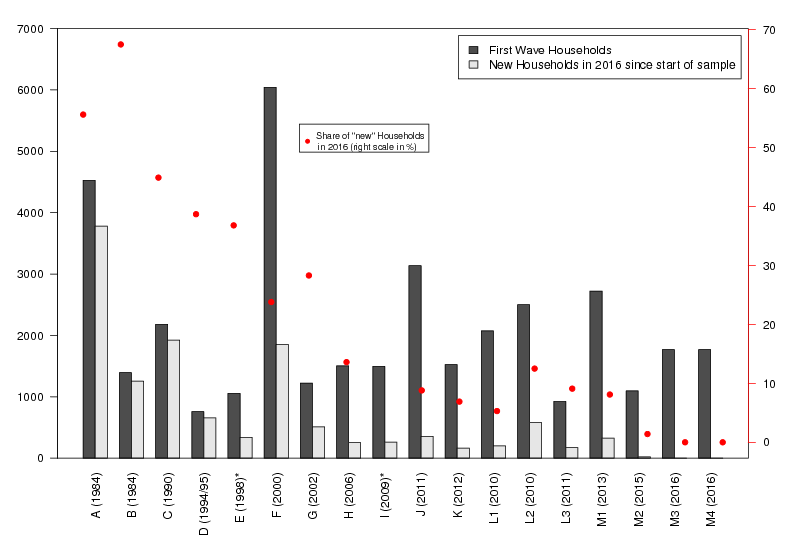 7000
6000
5000
4000
3000
2000
1000
0
70
60
50
40
30
20
10
0
First Wave Households
New Households in 2016 since start of sample
Share of "new" Households
in 2016 (right scale in %)
A (1984)
B (1984)
C (1990)
D (1994/95)
E (1998)*
F (2000)
G (2002)
H (2006)
I (2009)*
J (2011)
K (2012)
L1 (2010)
L2 (2010)
L3 (2011)
M1 (2013)
M2 (2015)
M3 (2016)
M4 (2016)